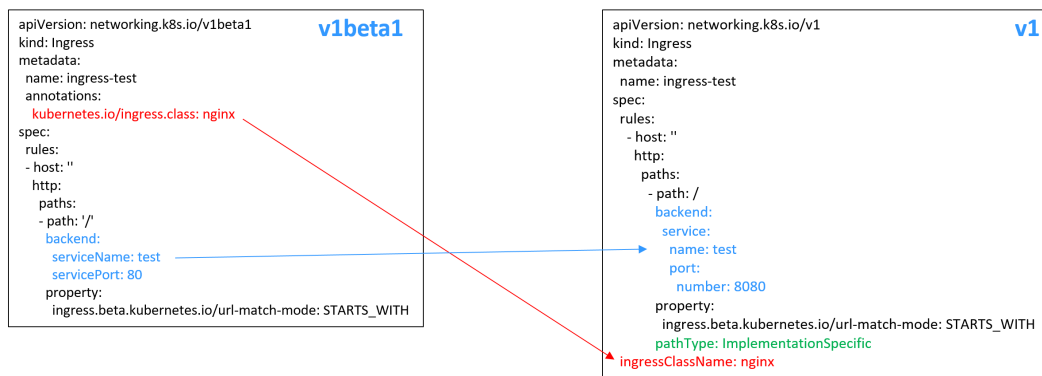 apiVersion: networking.k8s.io/v1beta1
v1beta1
kind: Ingress
metadata:
name: ingress-test
annotations:
kubernetes.io/ingress.class: nginx
spec:
rules:
- host: ''
http:
paths:
- path: '/'
backend:
serviceName: test
servicePort: 80
property:
ingress.beta.kubernetes.io/url-match-mode: STARTS_WITH
apiVersion: networking.k8s.io/v1
v1
kind: Ingress
metadata:
name: ingress-test
spec:
rules:
- host: ''
http:
paths:
- path: /
backend:
service:
name: test
port:
number: 8080
property:
ingress.beta.kubernetes.io/url-match-mode: STARTS_WITH
pathType: ImplementationSpecific
ingressClassName: nginx